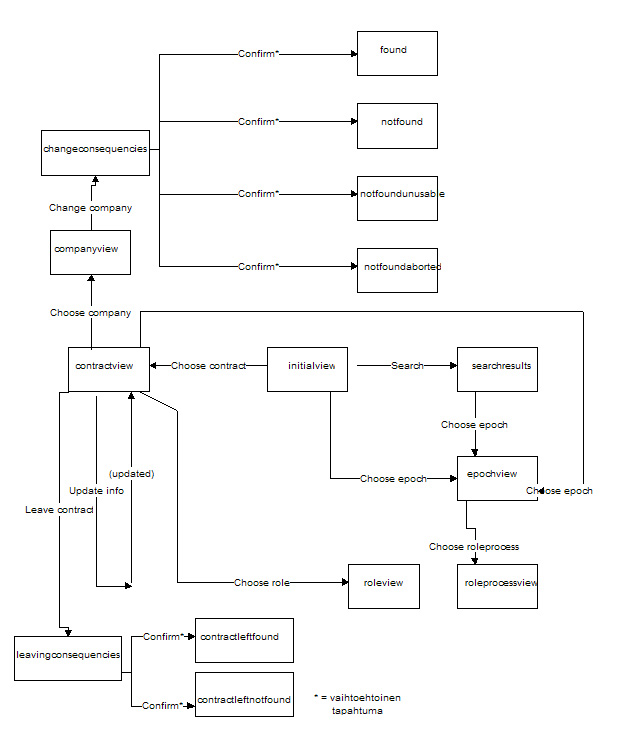 found
Confirm*
notfound
Confirm*
changeconsequencies
Confirm*
notfoundunusable
Change company
companyview
Confirm*
notfoundaborted
Choose company
contractview
Choose contract
initialview
Search
searchresults
Choose epoch
(updated)
epochview
Update info
Choose epoch
Choose epoch
Leave contract
Choose roleprocess
Choose role
roleview
roleprocessview
Confirm*
contractleftfound
leavingconsequencies
Confirm*
contractleftnotfound
* = vaihtoehtoinen
tapahtuma